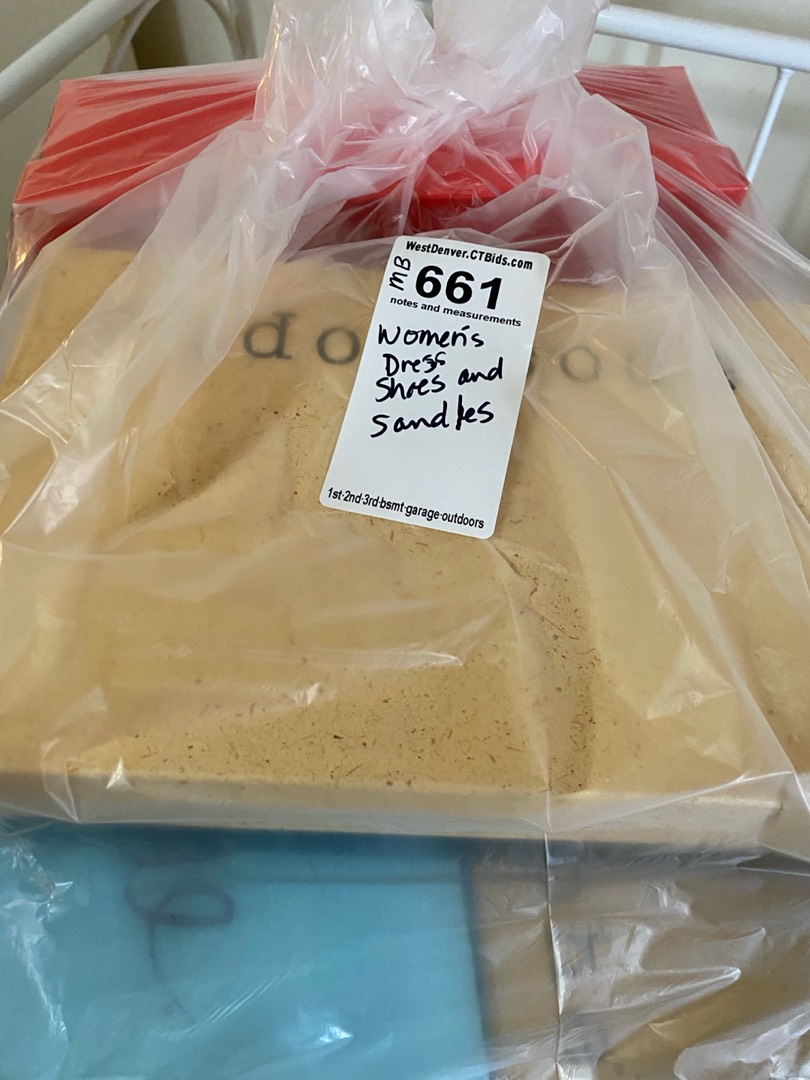 WestDenver.CTBids.com
MB 661
notes and measurements
Women's
Dress
Shoes and
Sandles
1st-2nd-3rd-bsmt-garage-outdoors